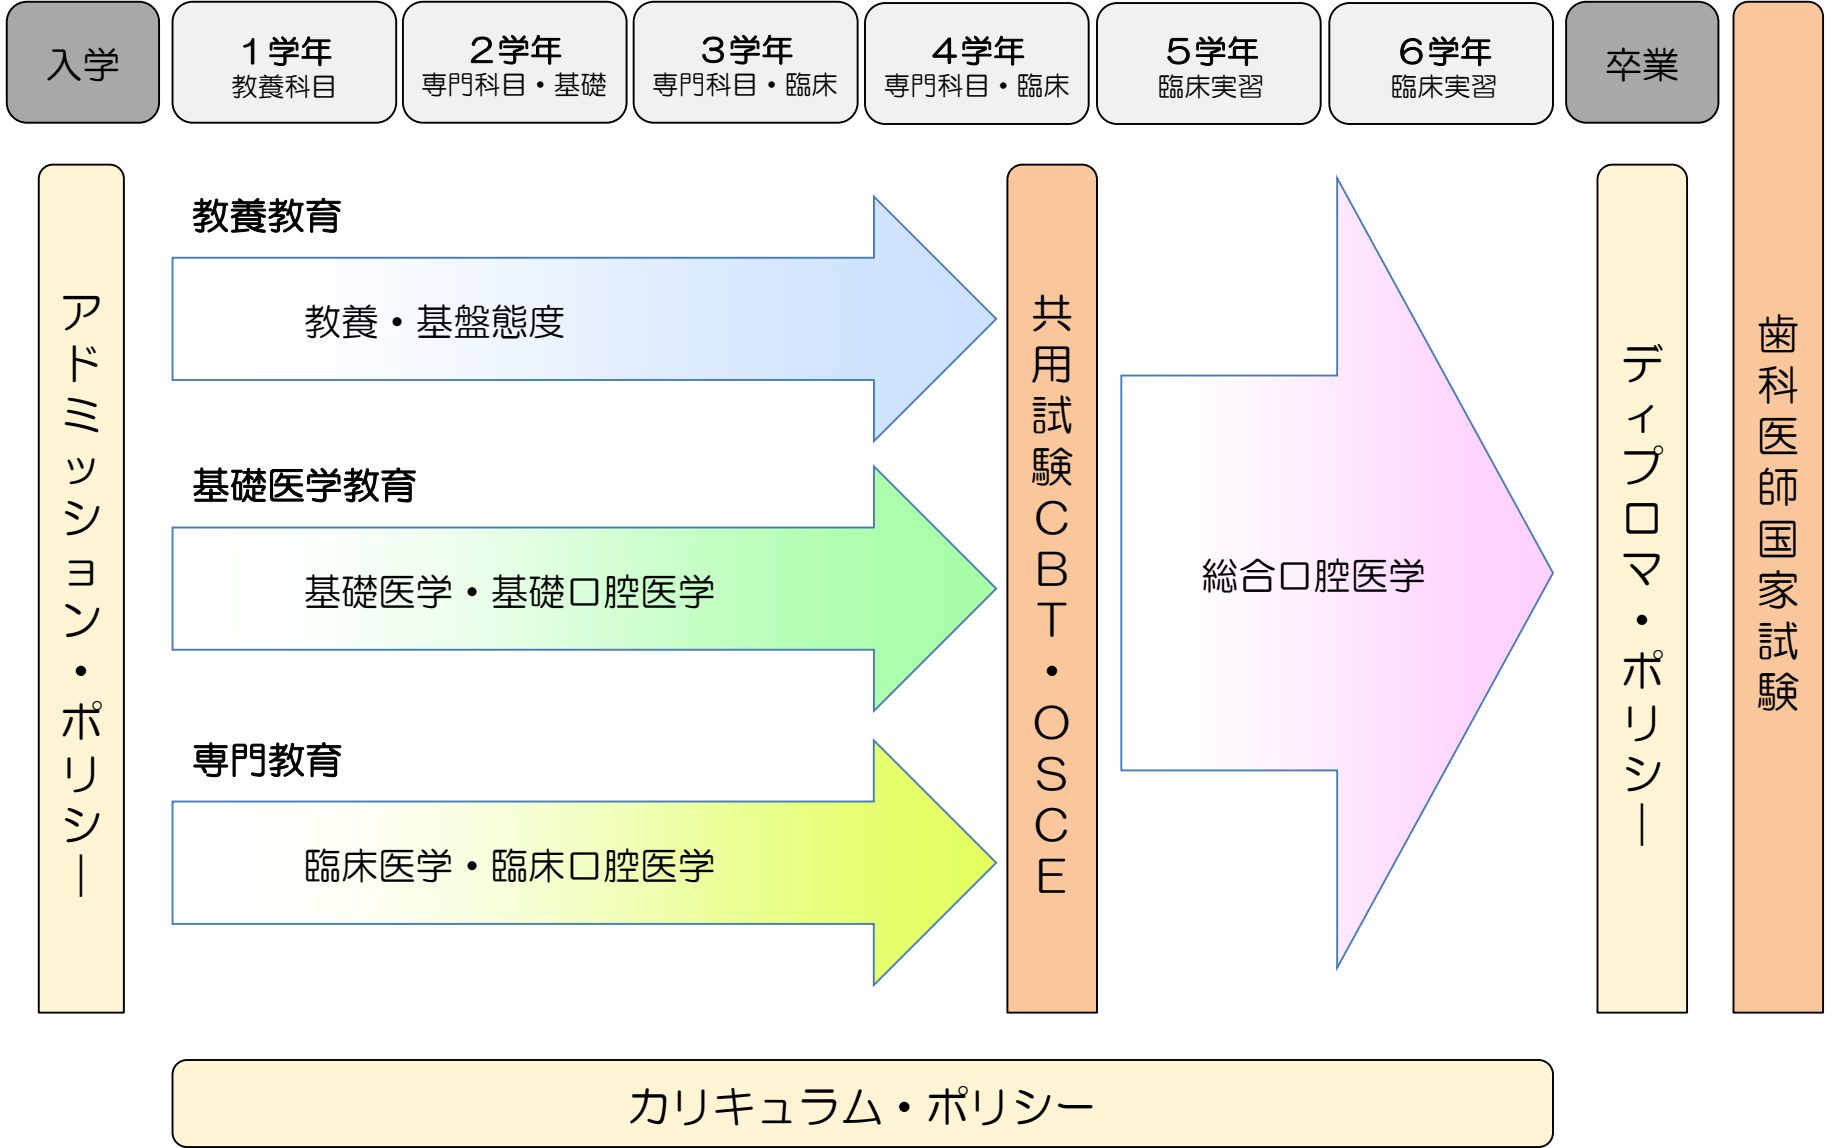 入学
1学年
教養科目
2学年
専門科目・基礎
3学年
専門科目・臨床
4学年
専門科目・臨床
5学年
臨床実習
6学年
臨床実習
卒業
アドミッション・ポリシー
教養教育
教養・基盤態度
基礎医学教育
基礎医学・基礎口腔医学
専門教育
臨床医学・臨床口腔医学
共用試験CBT・OSCE
総合口腔医学
ディプロマ・ポリシー
歯科医師国家試験
カリキュラム・ポリシー